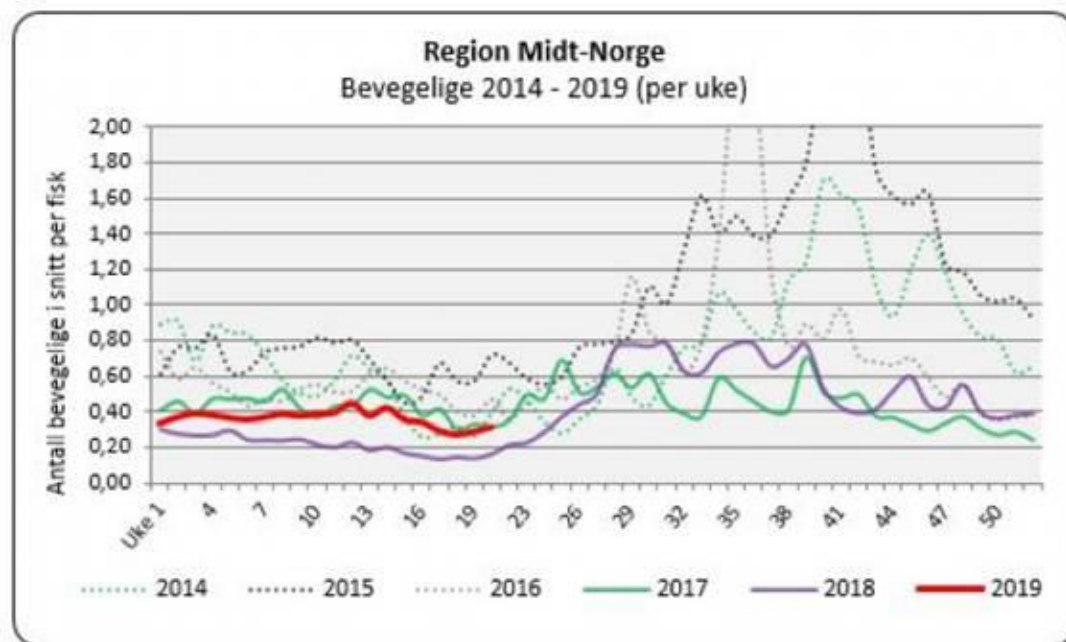 Region Midt-Norge
Bevegelige 2014 - 2019 (per uke)
Antall bevegelige i snitt per fisk
2,00
1,80
1,60
1,40
1,20
1,00
0,80
0,60
0,40
0,20
0,00
Uke 1 4 7 10 13 16 19 23 26 29 32 35 38 41 44 47 50
2014 2015 2016 2017 2018 2019